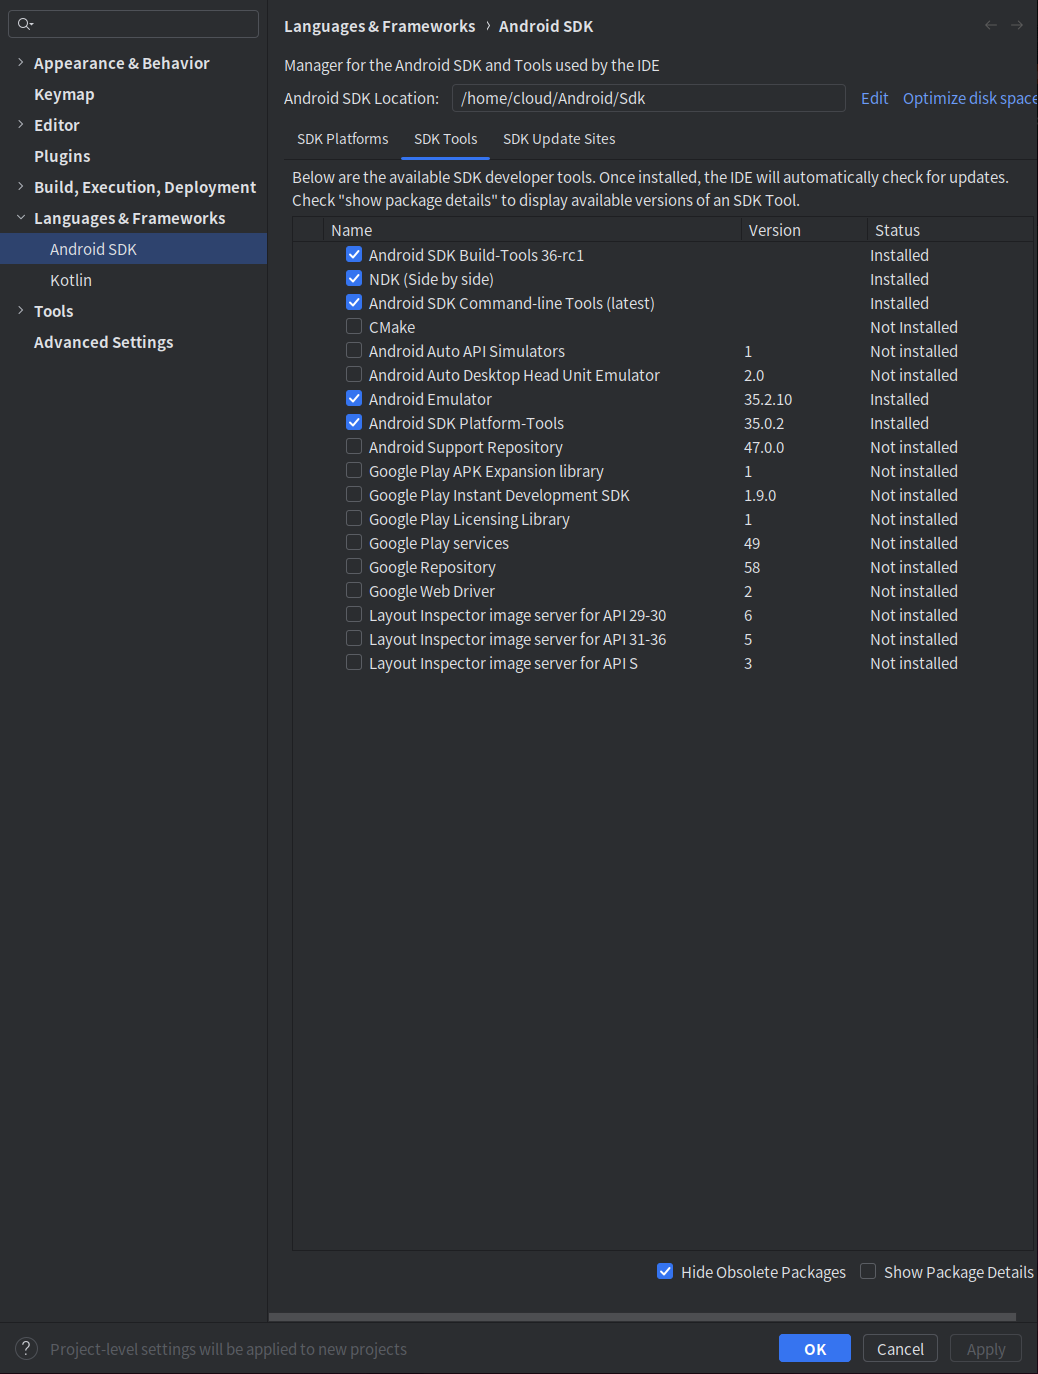 Appearance & Behavior
Keymap
Editor
Plugins
Build, Execution, Deployment
Languages & Frameworks
Android SDK
Kotlin
Tools
Advanced Settings
Languages & Frameworks › Android SDK
Manager for the Android SDK and Tools used by the IDE
Android SDK Location: /home/cloud/Android/Sdk Edit Optimize disk space
SDK Platforms SDK Tools SDK Update Sites
Below are the available SDK developer tools. Once installed, the IDE will automatically check for updates.
Check "show package details" to display available versions of an SDK Tool.
Name Version Status
Android SDK Build-Tools 36-rc1 Installed
NDK (Side by side) Installed
Android SDK Command-line Tools (latest) Installed
CMake Not Installed
Android Auto API Simulators 1 Not installed
Android Auto Desktop Head Unit Emulator 2.0 Not installed
Android Emulator 35.2.10 Installed
Android SDK Platform-Tools 35.0.2 Installed
Android Support Repository 47.0.0 Not installed
Google Play APK Expansion library 1 Not installed
Google Play Instant Development SDK 1.9.0 Not installed
Google Play Licensing Library 1 Not installed
Google Play services 49 Not installed
Google Repository 58 Not installed
Google Web Driver 2 Not installed
Layout Inspector image server for API 29-30 6 Not installed
Layout Inspector image server for API 31-36 5 Not installed
Layout Inspector image server for API S 3 Not installed
Hide Obsolete Packages Show Package Details
? Project-level settings will be applied to new projects OK Cancel Apply